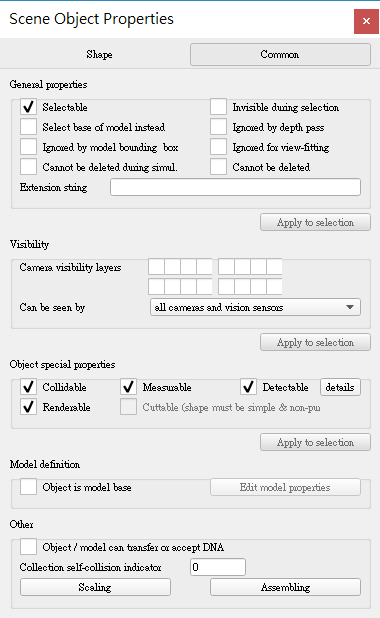 Scene Object Properties
Shape Common
General properties
Selectable Invisible during selection
Select base of model instead Ignored by depth pass
Ignored by model bounding box Ignored for view-fitting
Cannot be deleted during simul. Cannot be deleted
Extension string
Apply to selection
Visibility
Camera visibility layers
Can be seen by all cameras and vision sensors
Apply to selection
Object special properties
Collidable Measurable Detectable details
Renderable Cuttable (shape must be simple & non-pu
Apply to selection
Model definition
Object is model base Edit model properties
Other
Object / model can transfer or accept DNA
Collection self-collision indicator 0
Scaling Assembling